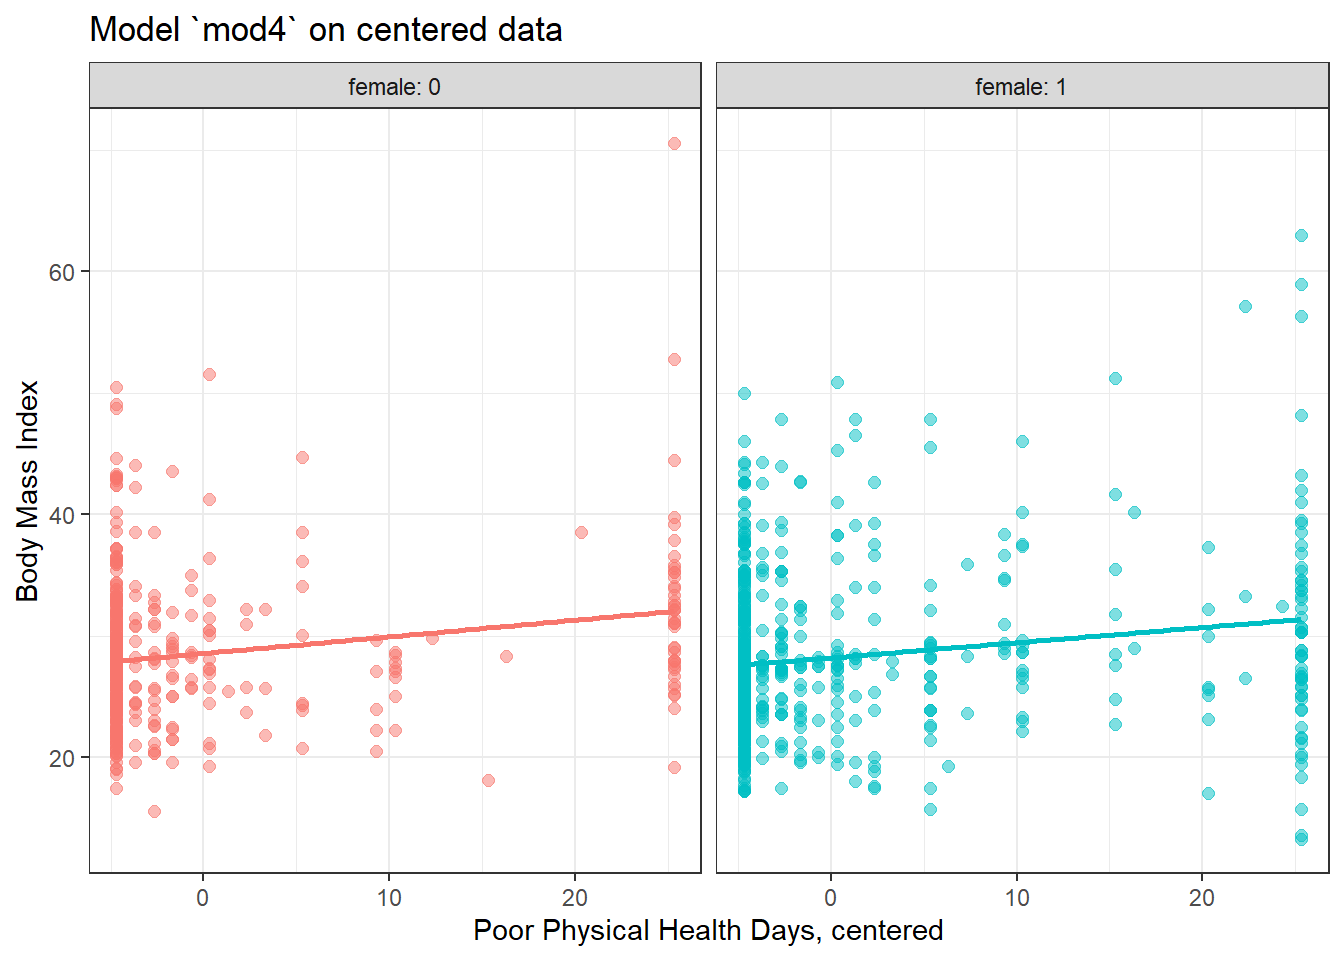 Model `mod4` on centered data
female: 0
female: 1
Body Mass Index
60
40
20
0
10
20
0
10
20
Poor Physical Health Days, centered